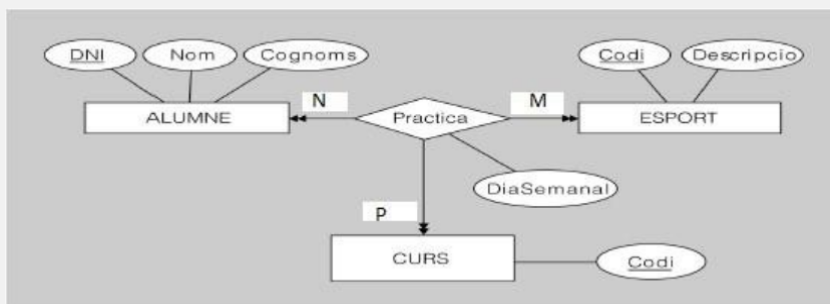 DNI
Nom
Cognoms
Codi
Descripcio
N
M
ALUMNE
Practica
ESPORT
DiaSemanal
P
CURS
Codi